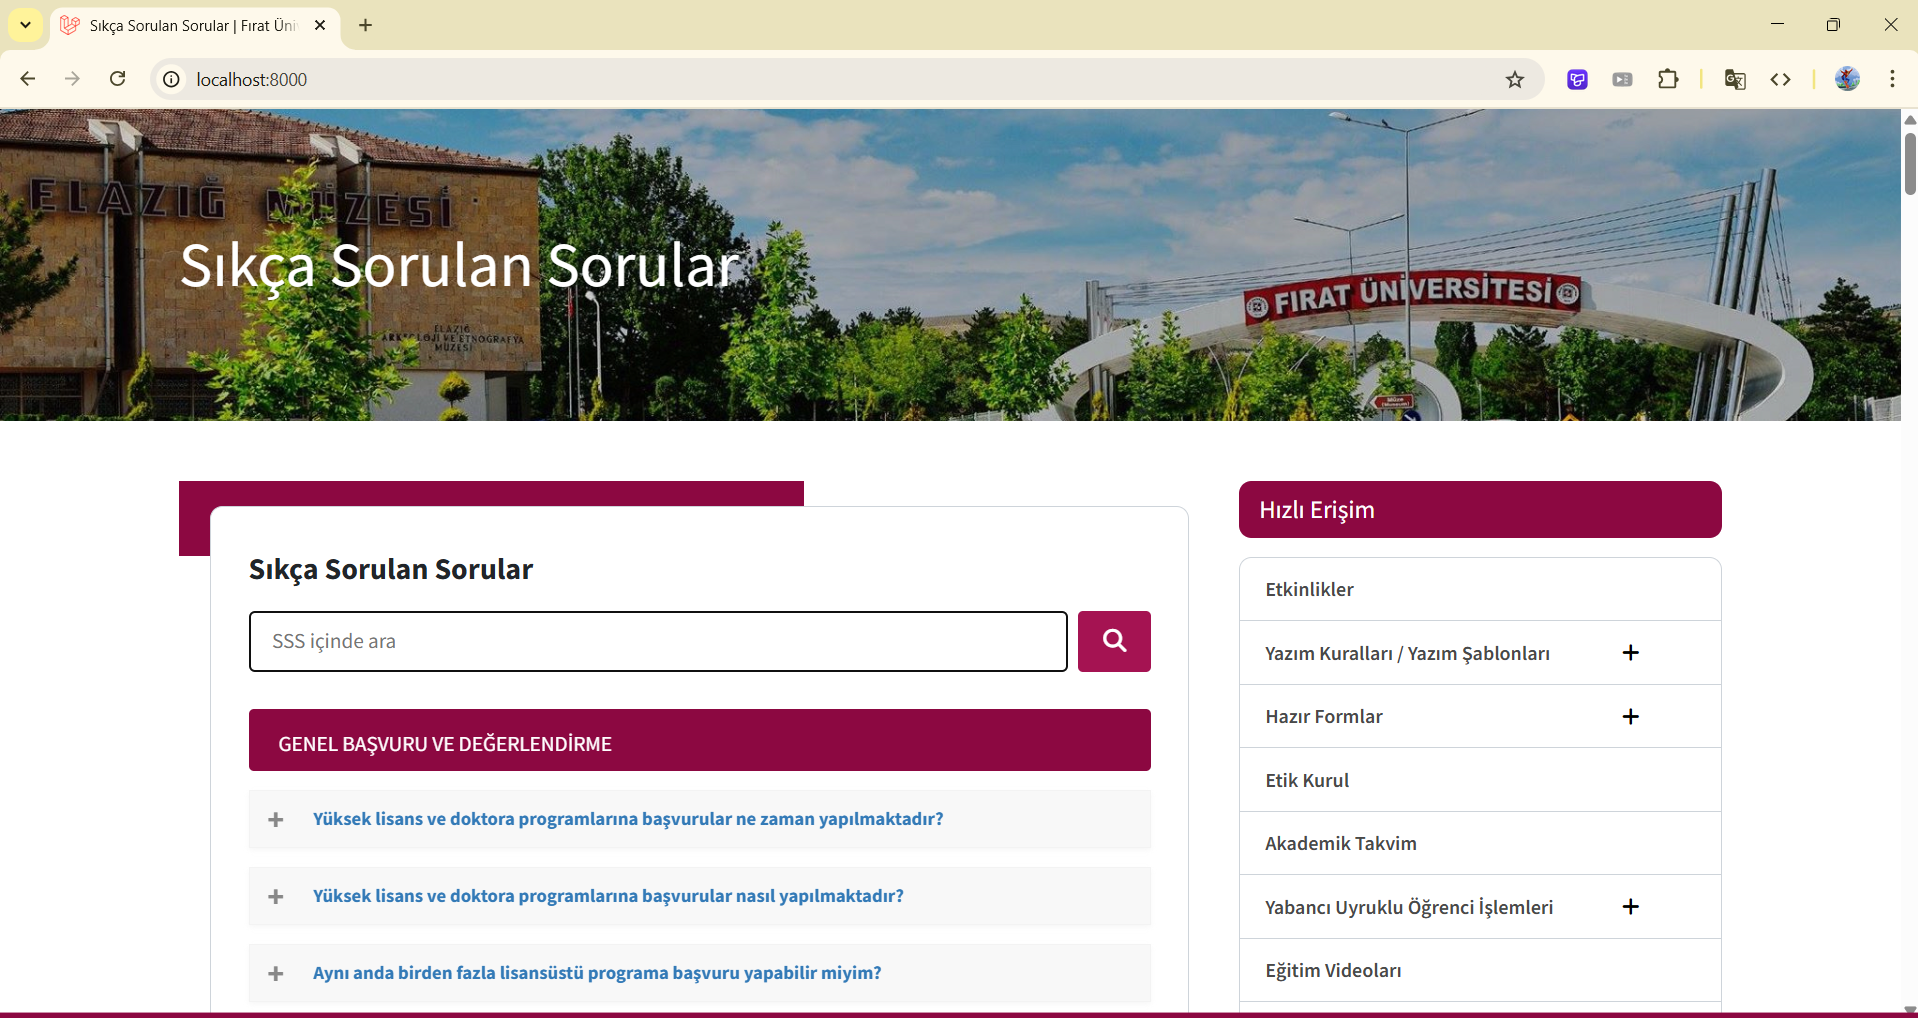 Sıkça Sorulan Sorular | Fırat Üni
localhost:8000
ELAZIĞ MÜZESİ
ELAZIĞ
ARKEOLOJİ VE ETNOGRAFYA
MÜZESİ
Sıkça Sorulan Sorular
FIRAT ÜNİVERSİTESİ
Müze
(Museum)
Sıkça Sorulan Sorular
SSS içinde ara
GENEL BAŞVURU VE DEĞERLENDİRME
Yüksek lisans ve doktora programlarına başvurular ne zaman yapılmaktadır?
Yüksek lisans ve doktora programlarına başvurular nasıl yapılmaktadır?
Aynı anda birden fazla lisansüstü programa başvuru yapabilir miyim?
Hızlı Erişim
Etkinlikler
Yazım Kuralları / Yazım Şablonları
Hazır Formlar
Etik Kurul
Akademik Takvim
Yabancı Uyruklu Öğrenci İşlemleri
Eğitim Videoları